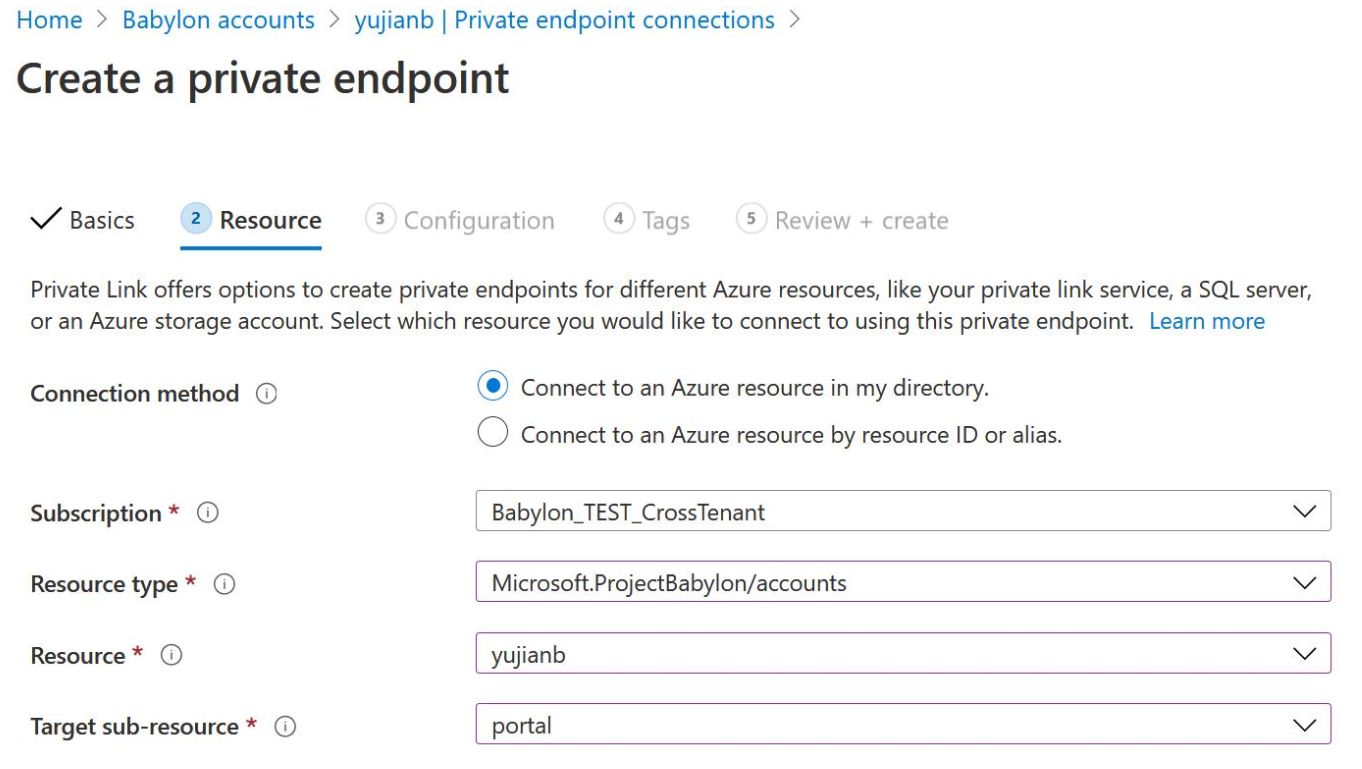 Home > Babylon accounts > yujianb | Private endpoint connections >
Create a private endpoint
Basics 2 Resource 3 Configuration 4 Tags 5 Review + create
Private Link offers options to create private endpoints for different Azure resources, like your private link service, a SQL server,
or an Azure storage account. Select which resource you would like to connect to using this private endpoint. Learn more
Connection method Connect to an Azure resource in my directory.
Connect to an Azure resource by resource ID or alias.
Subscription * Babylon_TEST_CrossTenant
Resource type * Microsoft.ProjectBabylon/accounts
Resource * yujianb
Target sub-resource * portal